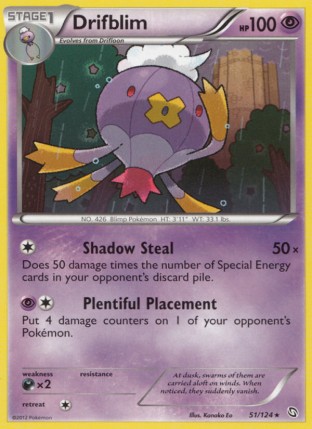 STAGE1
Drifblim
HP100
Evolves from Drifloon
NO. 426 Blimp Pokémon HT: 3'11" WT: 33.1 lbs.
Shadow Steal 50×
Does 50 damage times the number of Special Energy
cards in your opponent's discard pile.
Plentiful Placement
Put 4 damage counters on 1 of your opponent's
Pokémon.
weakness
resistance
×2
retreat
At dusk, swarms of them are
carried aloft on winds. When
noticed, they suddenly vanish.
©2012 Pokémon
Illus. Kanako Eo
51/124